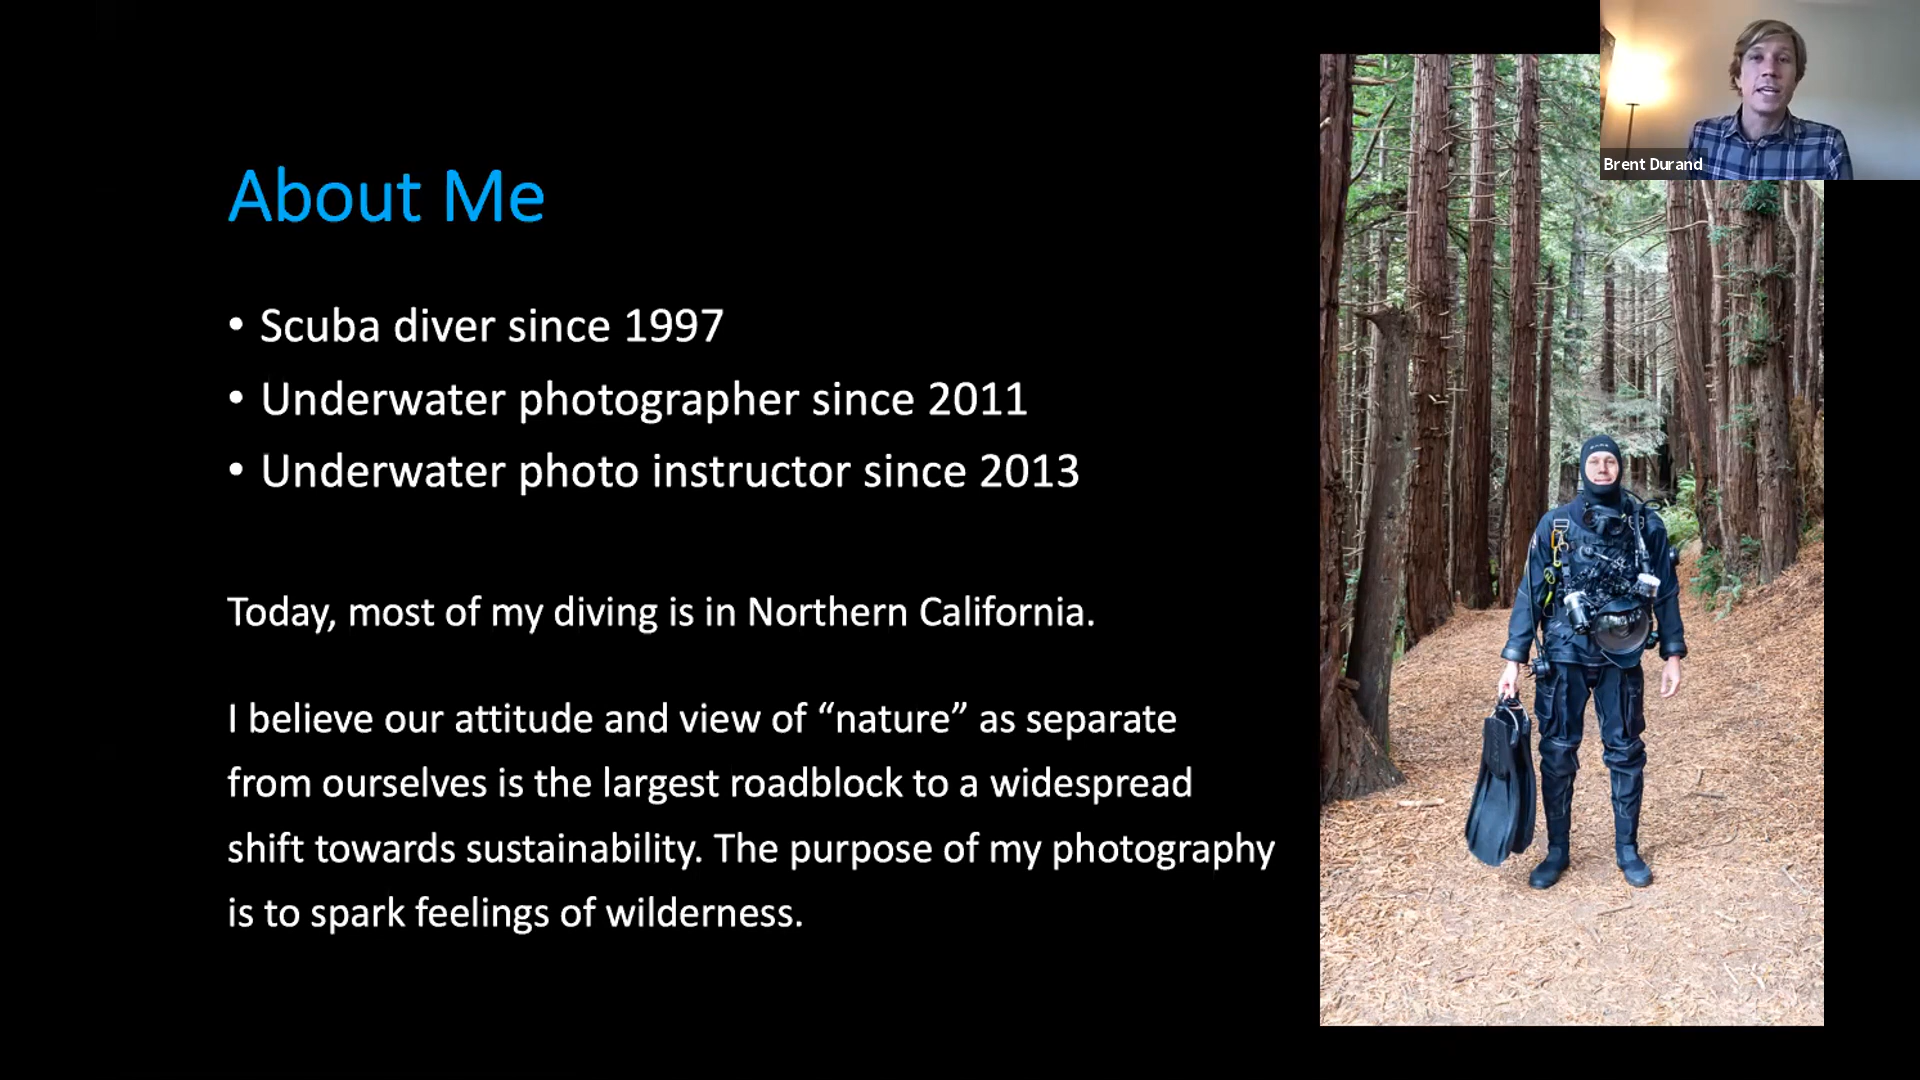 Brent Durand
About Me
• Scuba diver since 1997
• Underwater photographer since 2011
• Underwater photo instructor since 2013
Today, most of my diving is in Northern California.
I believe our attitude and view of “nature” as separate
from ourselves is the largest roadblock to a widespread
shift towards sustainability. The purpose of my photography
is to spark feelings of wilderness.